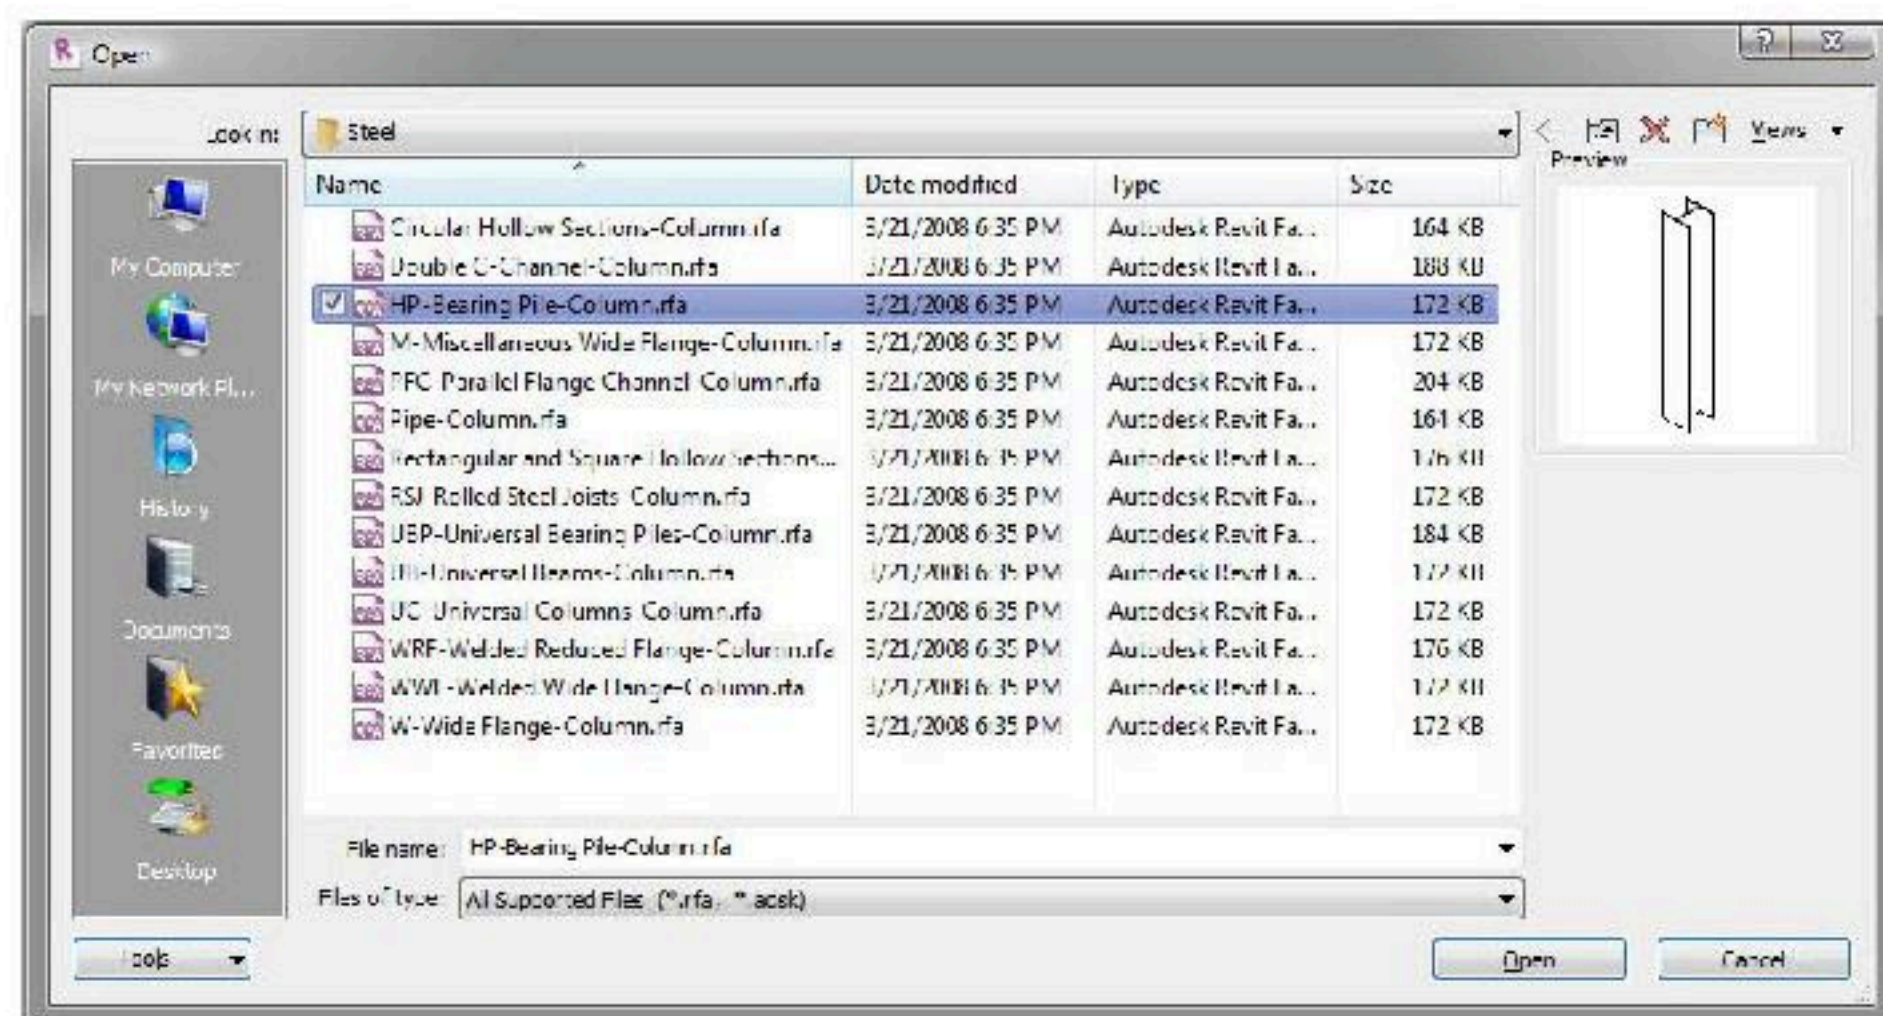 Open
Look in: Steel Views
Preview
Name Date modified Type Size
Circular Hollow Sections-Column.rfa 3/21/2008 6:35 PM Autodesk Revit Fa... 164 KB
Double C-Channel-Column.rfa 3/21/2008 6:35 PM Autodesk Revit Fa... 188 KB
HP-Bearing Pile-Column.rfa 3/21/2008 6:35 PM Autodesk Revit Fa... 172 KB
M-Miscellaneous Wide Flange-Column.rfa 3/21/2008 6:35 PM Autodesk Revit Fa... 172 KB
PFC-Parallel Flange Channel-Column.rfa 3/21/2008 6:35 PM Autodesk Revit Fa... 204 KB
Pipe-Column.rfa 3/21/2008 6:35 PM Autodesk Revit Fa... 164 KB
Rectangular and Square Hollow Sections... 3/21/2008 6:35 PM Autodesk Revit Fa... 176 KB
RSJ-Rolled Steel Joists-Column.rfa 3/21/2008 6:35 PM Autodesk Revit Fa... 172 KB
UBP-Universal Bearing Piles-Column.rfa 3/21/2008 6:35 PM Autodesk Revit Fa... 184 KB
UB-Universal Beams-Column.rfa 3/21/2008 6:35 PM Autodesk Revit Fa... 172 KB
UC-Universal Columns-Column.rfa 3/21/2008 6:35 PM Autodesk Revit Fa... 172 KB
WRF-Welded Reduced Flange-Column.rfa 3/21/2008 6:35 PM Autodesk Revit Fa... 176 KB
WWF-Welded Wide Flange-Column.rfa 3/21/2008 6:35 PM Autodesk Revit Fa... 172 KB
W-Wide Flange-Column.rfa 3/21/2008 6:35 PM Autodesk Revit Fa... 172 KB
My Computer
My Network Pl...
History
Documents
Favorites
Desktop
File name: HP-Bearing Pile-Column.rfa
Files of type: All Supported Files (*.rfa, *.adsk)
Tools Open Cancel